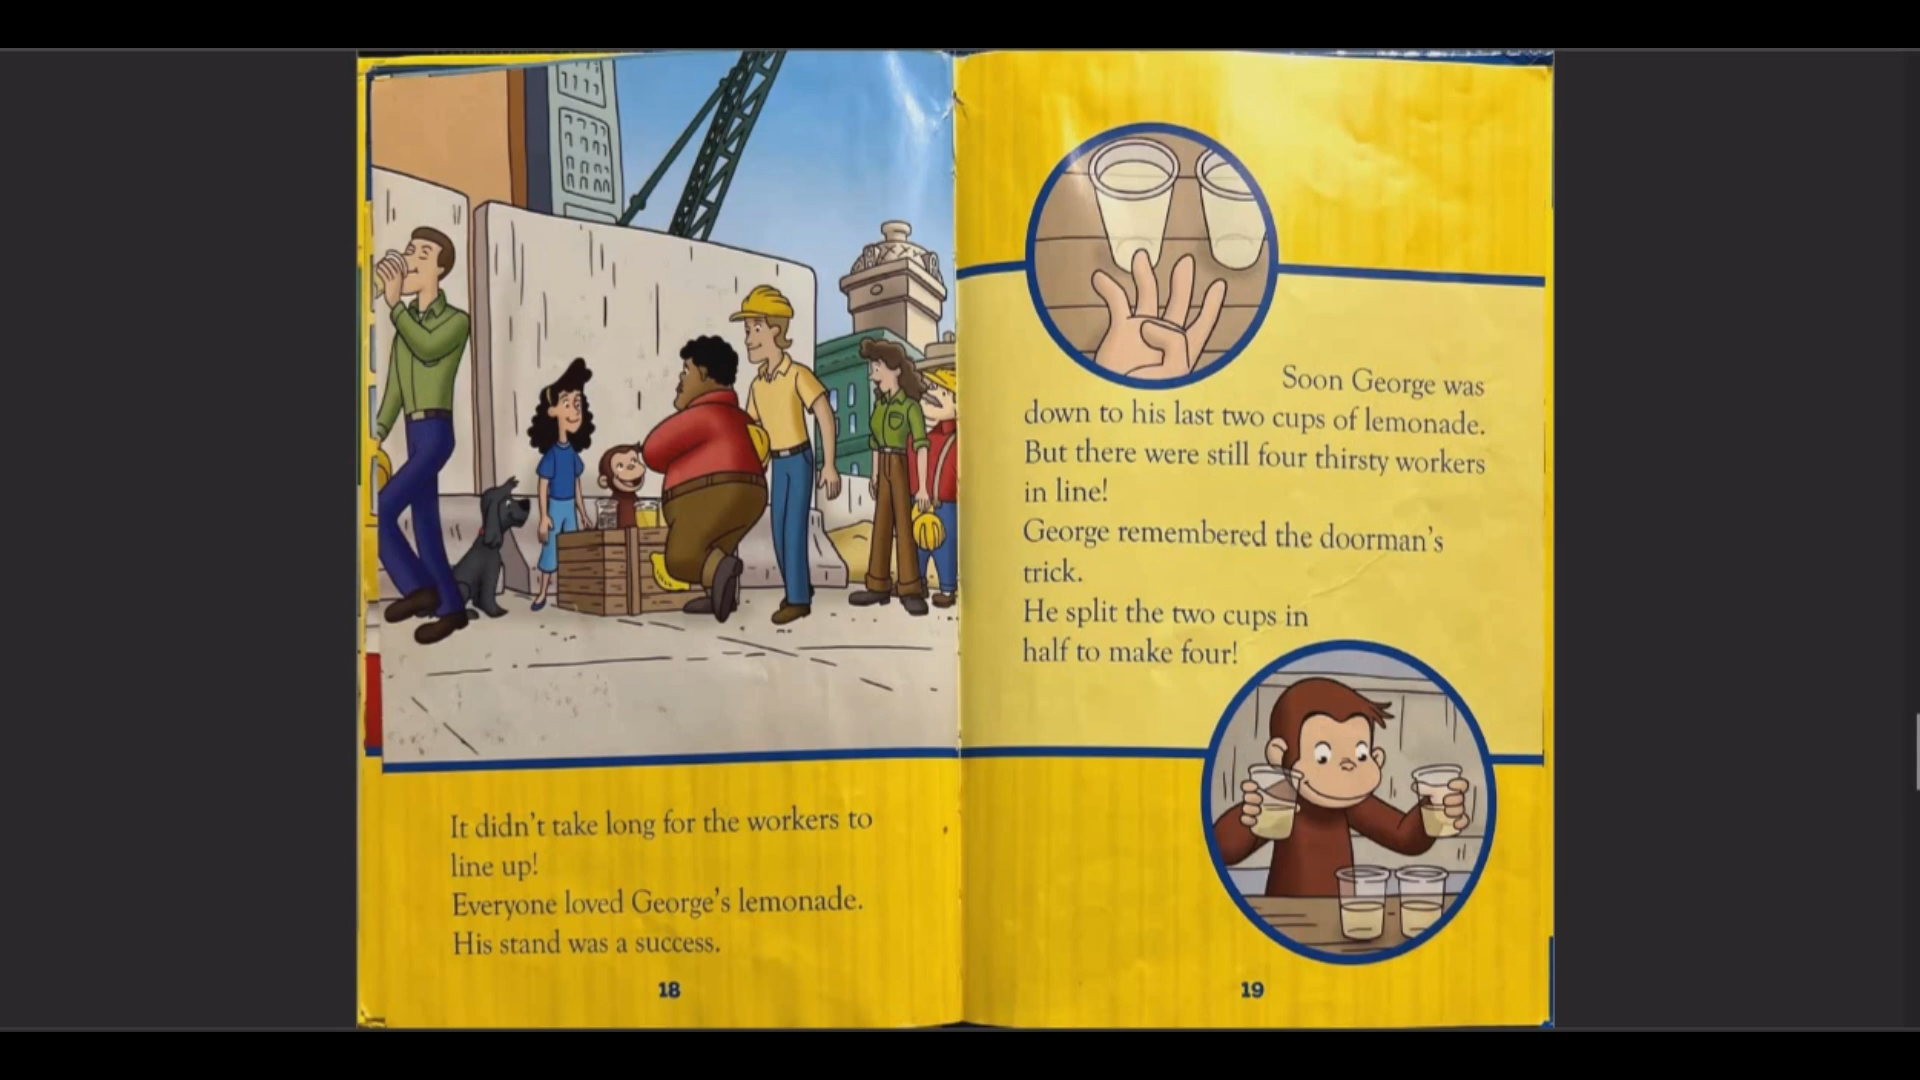 It didn't take long for the workers to
line up!
Everyone loved George's lemonade.
His stand was a success.
18
Soon George was
down to his last two cups of lemonade.
But there were still four thirsty workers
in line!
George remembered the doorman's
trick.
He split the two cups in
half to make four!
19